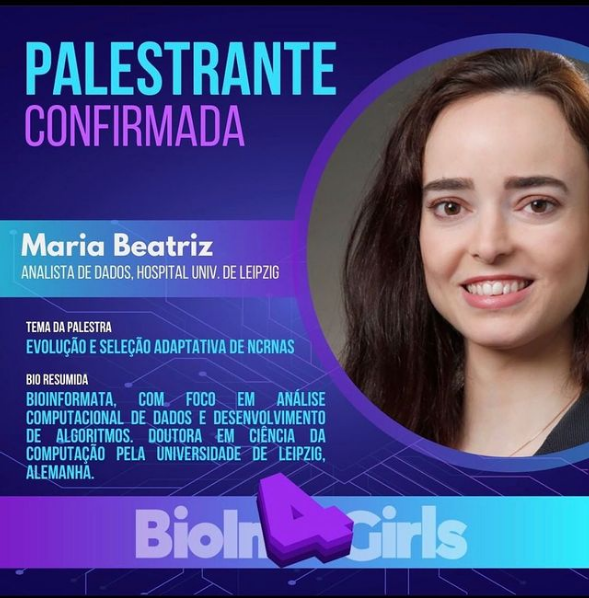 PALESTRANTE
CONFIRMADA
Maria Beatriz
ANALISTA DE DADOS, HOSPITAL UNIV. DE LEIPZIG
TEMA DA PALESTRA
EVOLUÇÃO E SELEÇÃO ADAPTATIVA DE NCRNAS
BIO RESUMIDA
BIOINFORMATA, COM FOCO EM ANÁLISE
COMPUTACIONAL DE DADOS E DESENVOLVIMENTO
DE ALGORITMOS. DOUTORA EM CIÊNCIA DA
COMPUTAÇÃO PELA UNIVERSIDADE DE LEIPZIG,
ALEMANHA.
BioIn4Girls